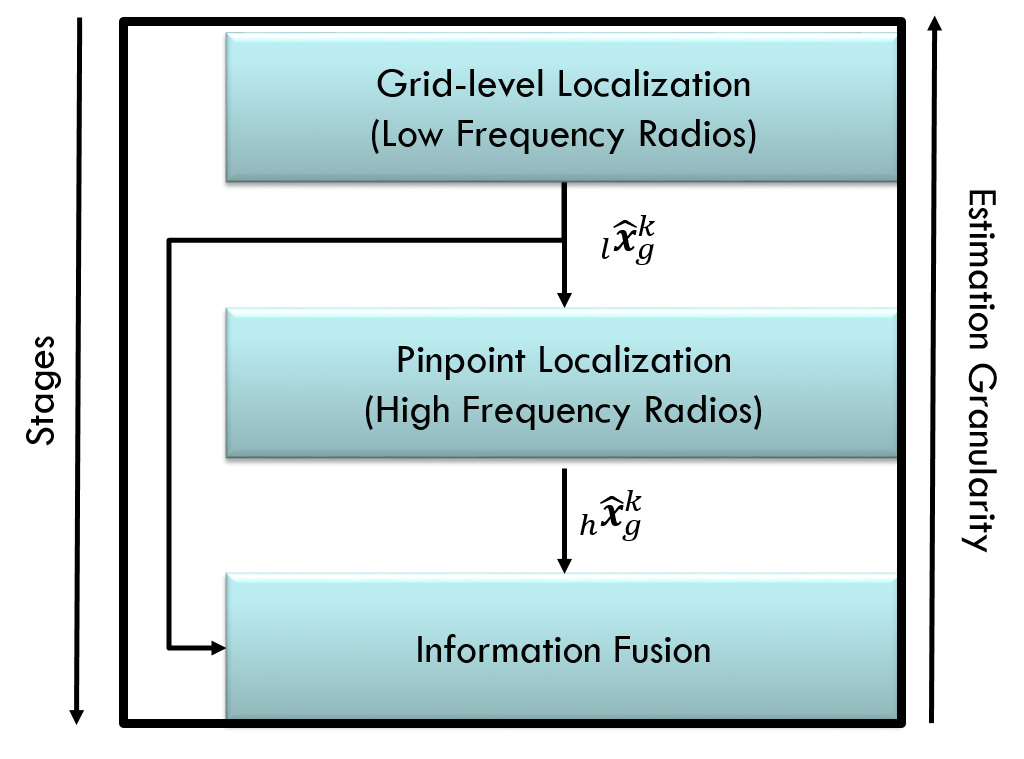 Grid-level Localization
(Low Frequency Radios)
${}_{l}\hat{\boldsymbol{x}}_{g}^{k}$
Pinpoint Localization
(High Frequency Radios)
${}_{h}\hat{\boldsymbol{x}}_{g}^{k}$
Information Fusion
Stages
Estimation Granularity